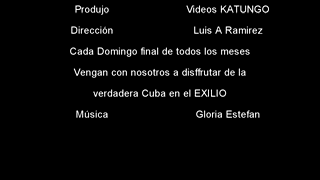 Produjo Videos KATUNGO
Dirección Luis A Ramirez
Cada Domingo final de todos los meses
Vengan con nosotros a disffrutar de la
verdadera Cuba en el EXILIO
Música Gloria Estefan